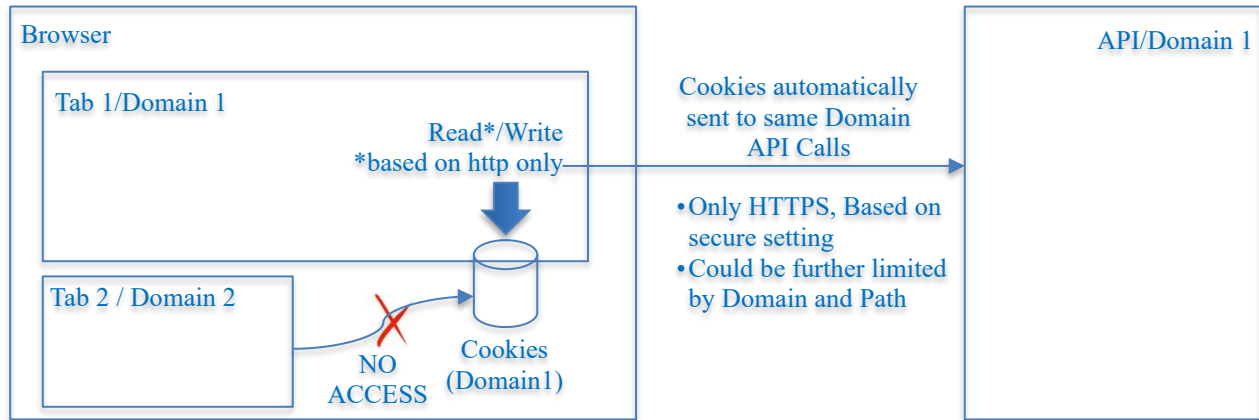 Browser
Tab 1/Domain 1
Read*/Write
*based on http only
Tab 2 / Domain 2
NO
ACCESS
Cookies
(Domain1)
Cookies automatically
sent to same Domain
API Calls
•Only HTTPS, Based on
secure setting
•Could be further limited
by Domain and Path
API/Domain 1